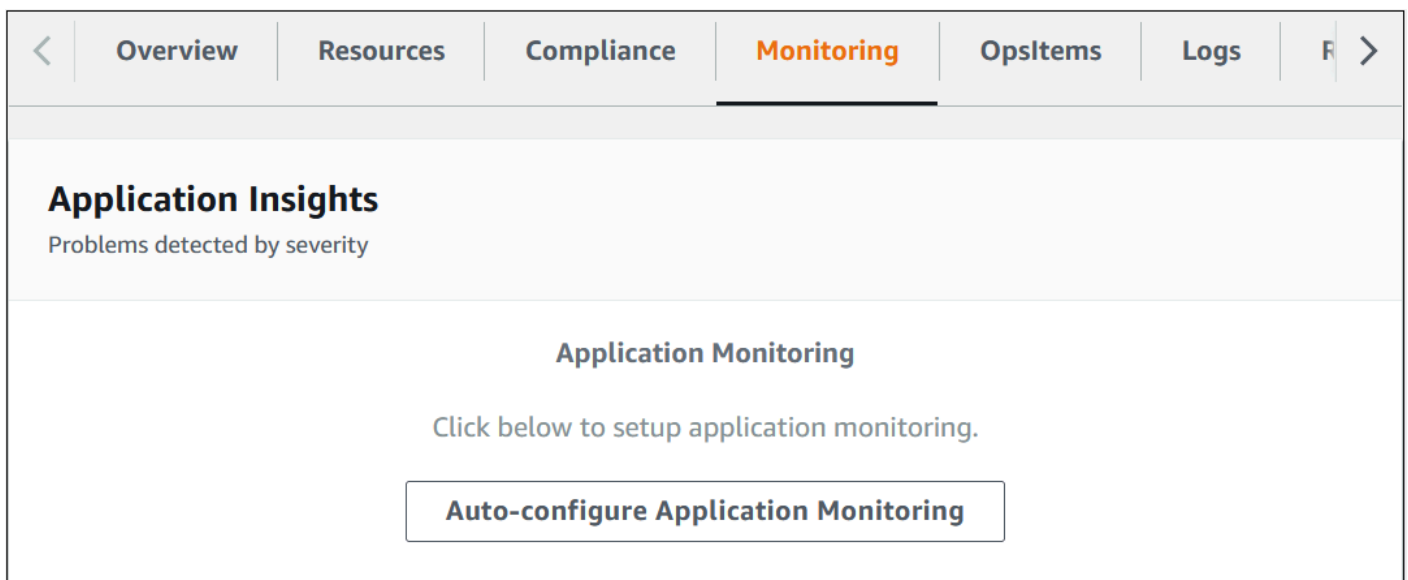 Overview Resources Compliance Monitoring OpsItems Logs
Application Insights
Problems detected by severity
Application Monitoring
Click below to setup application monitoring.
Auto-configure Application Monitoring